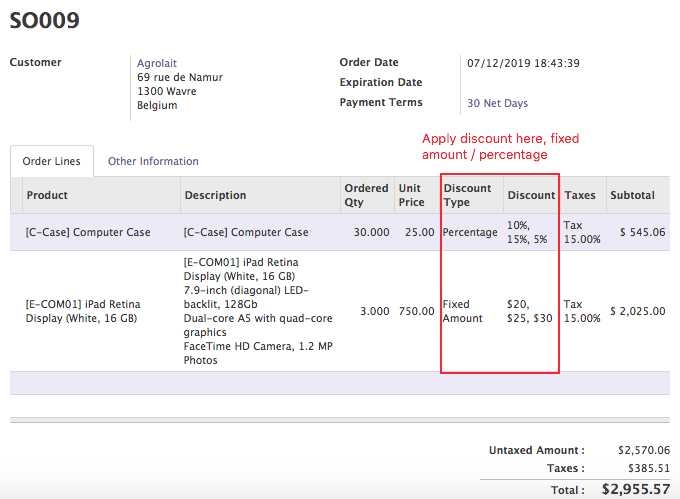 SO009
Customer
Agrolait
69 rue de Namur
1300 Wavre
Belgium
Order Date
07/12/2019 18:43:39
Expiration Date
Payment Terms
30 Net Days
Apply discount here, fixed
amount / percentage
Order Lines
Other Information
Product
Description
Ordered
Qty
Unit
Price
Discount
Type
Discount
Taxes
Subtotal
[C-Case] Computer Case
[C-Case] Computer Case
30.000
25.00
Percentage
10%,
15%, 5%
Tax
15.00%
$ 545.06
[E-COM01] iPad Retina
Display (White, 16 GB)
[E-COM01] iPad Retina
Display (White, 16 GB)
7.9-inch (diagonal) LED-
backlit, 128Gb
Dual-core A5 with quad-core
graphics
FaceTime HD Camera, 1.2 MP
Photos
3.000
750.00
Fixed
Amount
$20,
$25, $30
Tax
15.00%
$ 2,025.00
Untaxed Amount :
$2,570.06
Taxes :
$385.51
Total :
$2,955.57